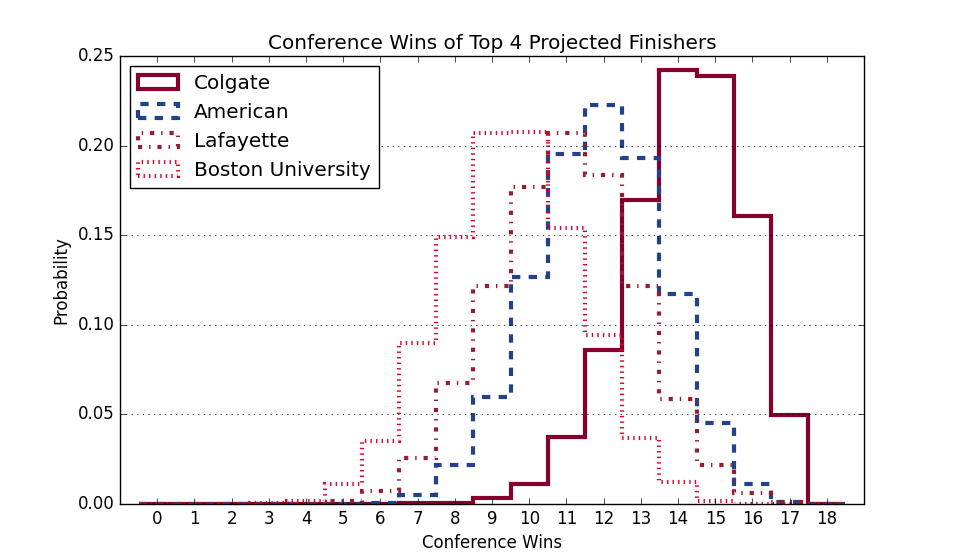 Conference Wins of Top 4 Projected Finishers
0.25
0.20
0.15
0.10
0.05
0.00
Probability
Colgate
American
Lafayette
Boston University
0 1 2 3 4 5 6 7 8 9 10 11 12 13 14 15 16 17 18
Conference Wins